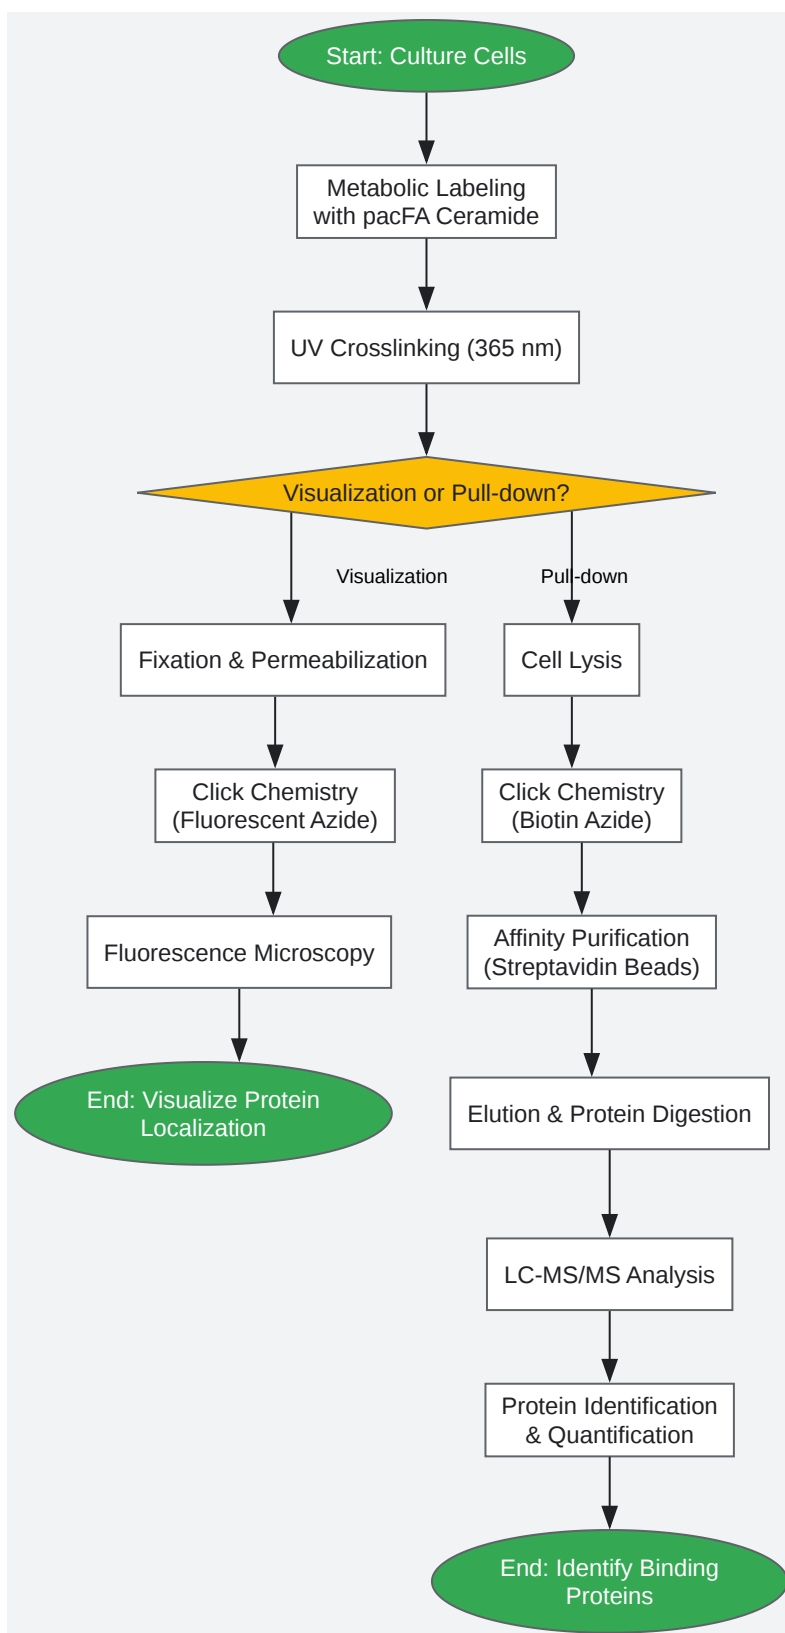 Start: Culture Cells
Metabolic Labeling
with pacFA Ceramide
UV Crosslinking (365 nm)
Visualization or Pull-down?
Visualization
Pull-down
Fixation & Permeabilization
Cell Lysis
Click Chemistry
(Fluorescent Azide)
Click Chemistry
(Biotin Azide)
Fluorescence Microscopy
Affinity Purification
(Streptavidin Beads)
End: Visualize Protein
Localization
Elution & Protein Digestion
LC-MS/MS Analysis
Protein Identification
& Quantification
End: Identify Binding
Proteins